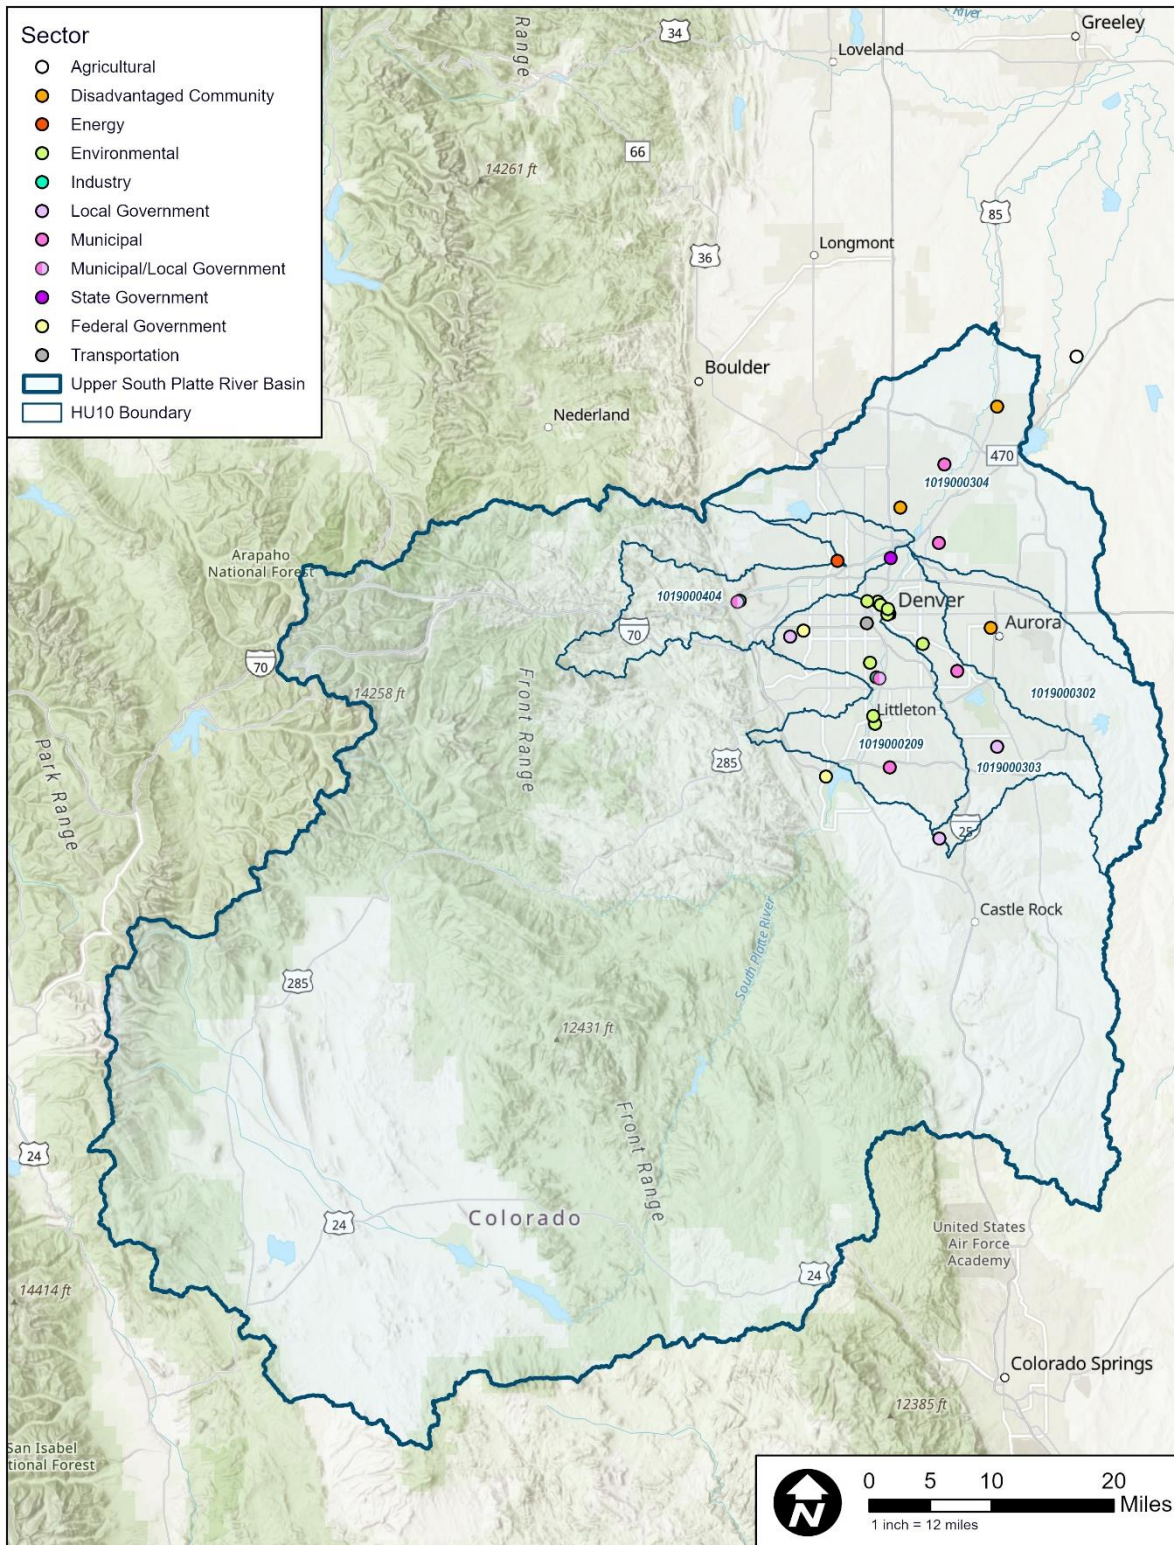 Sector
Agricultural
Disadvantaged Community
Energy
Environmental
Industry
Local Government
Municipal
Municipal/Local Government
State Government
Federal Government
Transportation
Upper South Platte River Basin
HU10 Boundary
Range
34
River
Greeley
Loveland
66
14261 ft
85
Longmont
36
Boulder
Nederland
470
1019000304
Arapaho
National Forest
1019000404
Denver
70
Aurora
70
14258 ft
Front Range
1019000302
Littleton
1019000209
285
1019000303
Park Range
25
Castle Rock
South Platte River
285
12431 ft
Front Range
24
24
Colorado
United States
Air Force
Academy
24
14414 ft
Colorado Springs
12385 ft
San Isabel
tional Forest
N
0 5 10 20
Miles
1 inch = 12 miles